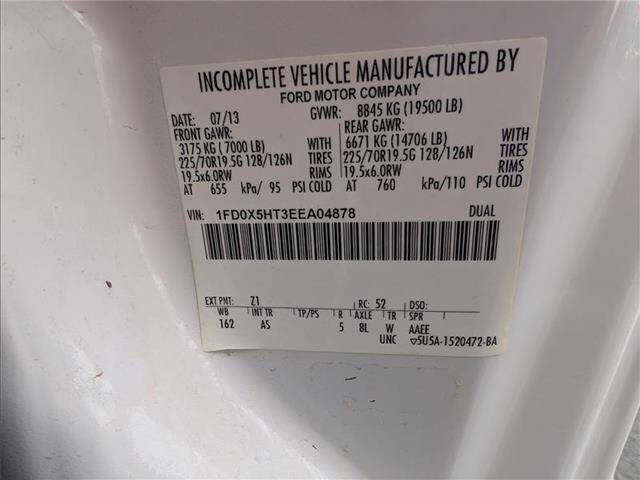 INCOMPLETE VEHICLE MANUFACTURED BY
FORD MOTOR COMPANY
DATE: 07/13 GVWR: 8845 KG (19500 LB)
FRONT GAWR: REAR GAWR:
3175 KG ( 7000 LB) WITH 6671 KG (14706 LB) WITH
225/70R19.5G 128/126N TIRES 225/70R19.5G 128/126N TIRES
19.5x6.0RW RIMS 19.5x6.0RW RIMS
AT 655 kPa/ 95 PSI COLD AT 760 kPa/110 PSI COLD
VIN: 1FD0X5HT3EEA04878 DUAL
EXT PNT: Z1 RC: 52 DSO:
WB INT TR TP/PS R AXLE TR SPR
162 AS 5 8L W AAEE
UNC ▽5U5A-1520472-BA